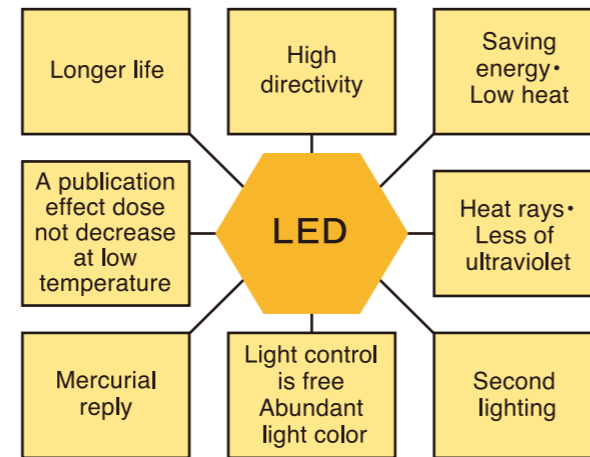 Longer life
High
directivity
Saving
energy・
Low heat
A publication
effect dose
not decrease
at low
temperature
LED
Heat rays・
Less of
ultraviolet
Mercurial
reply
Light control
is free
Abundant
light color
Second
lighting